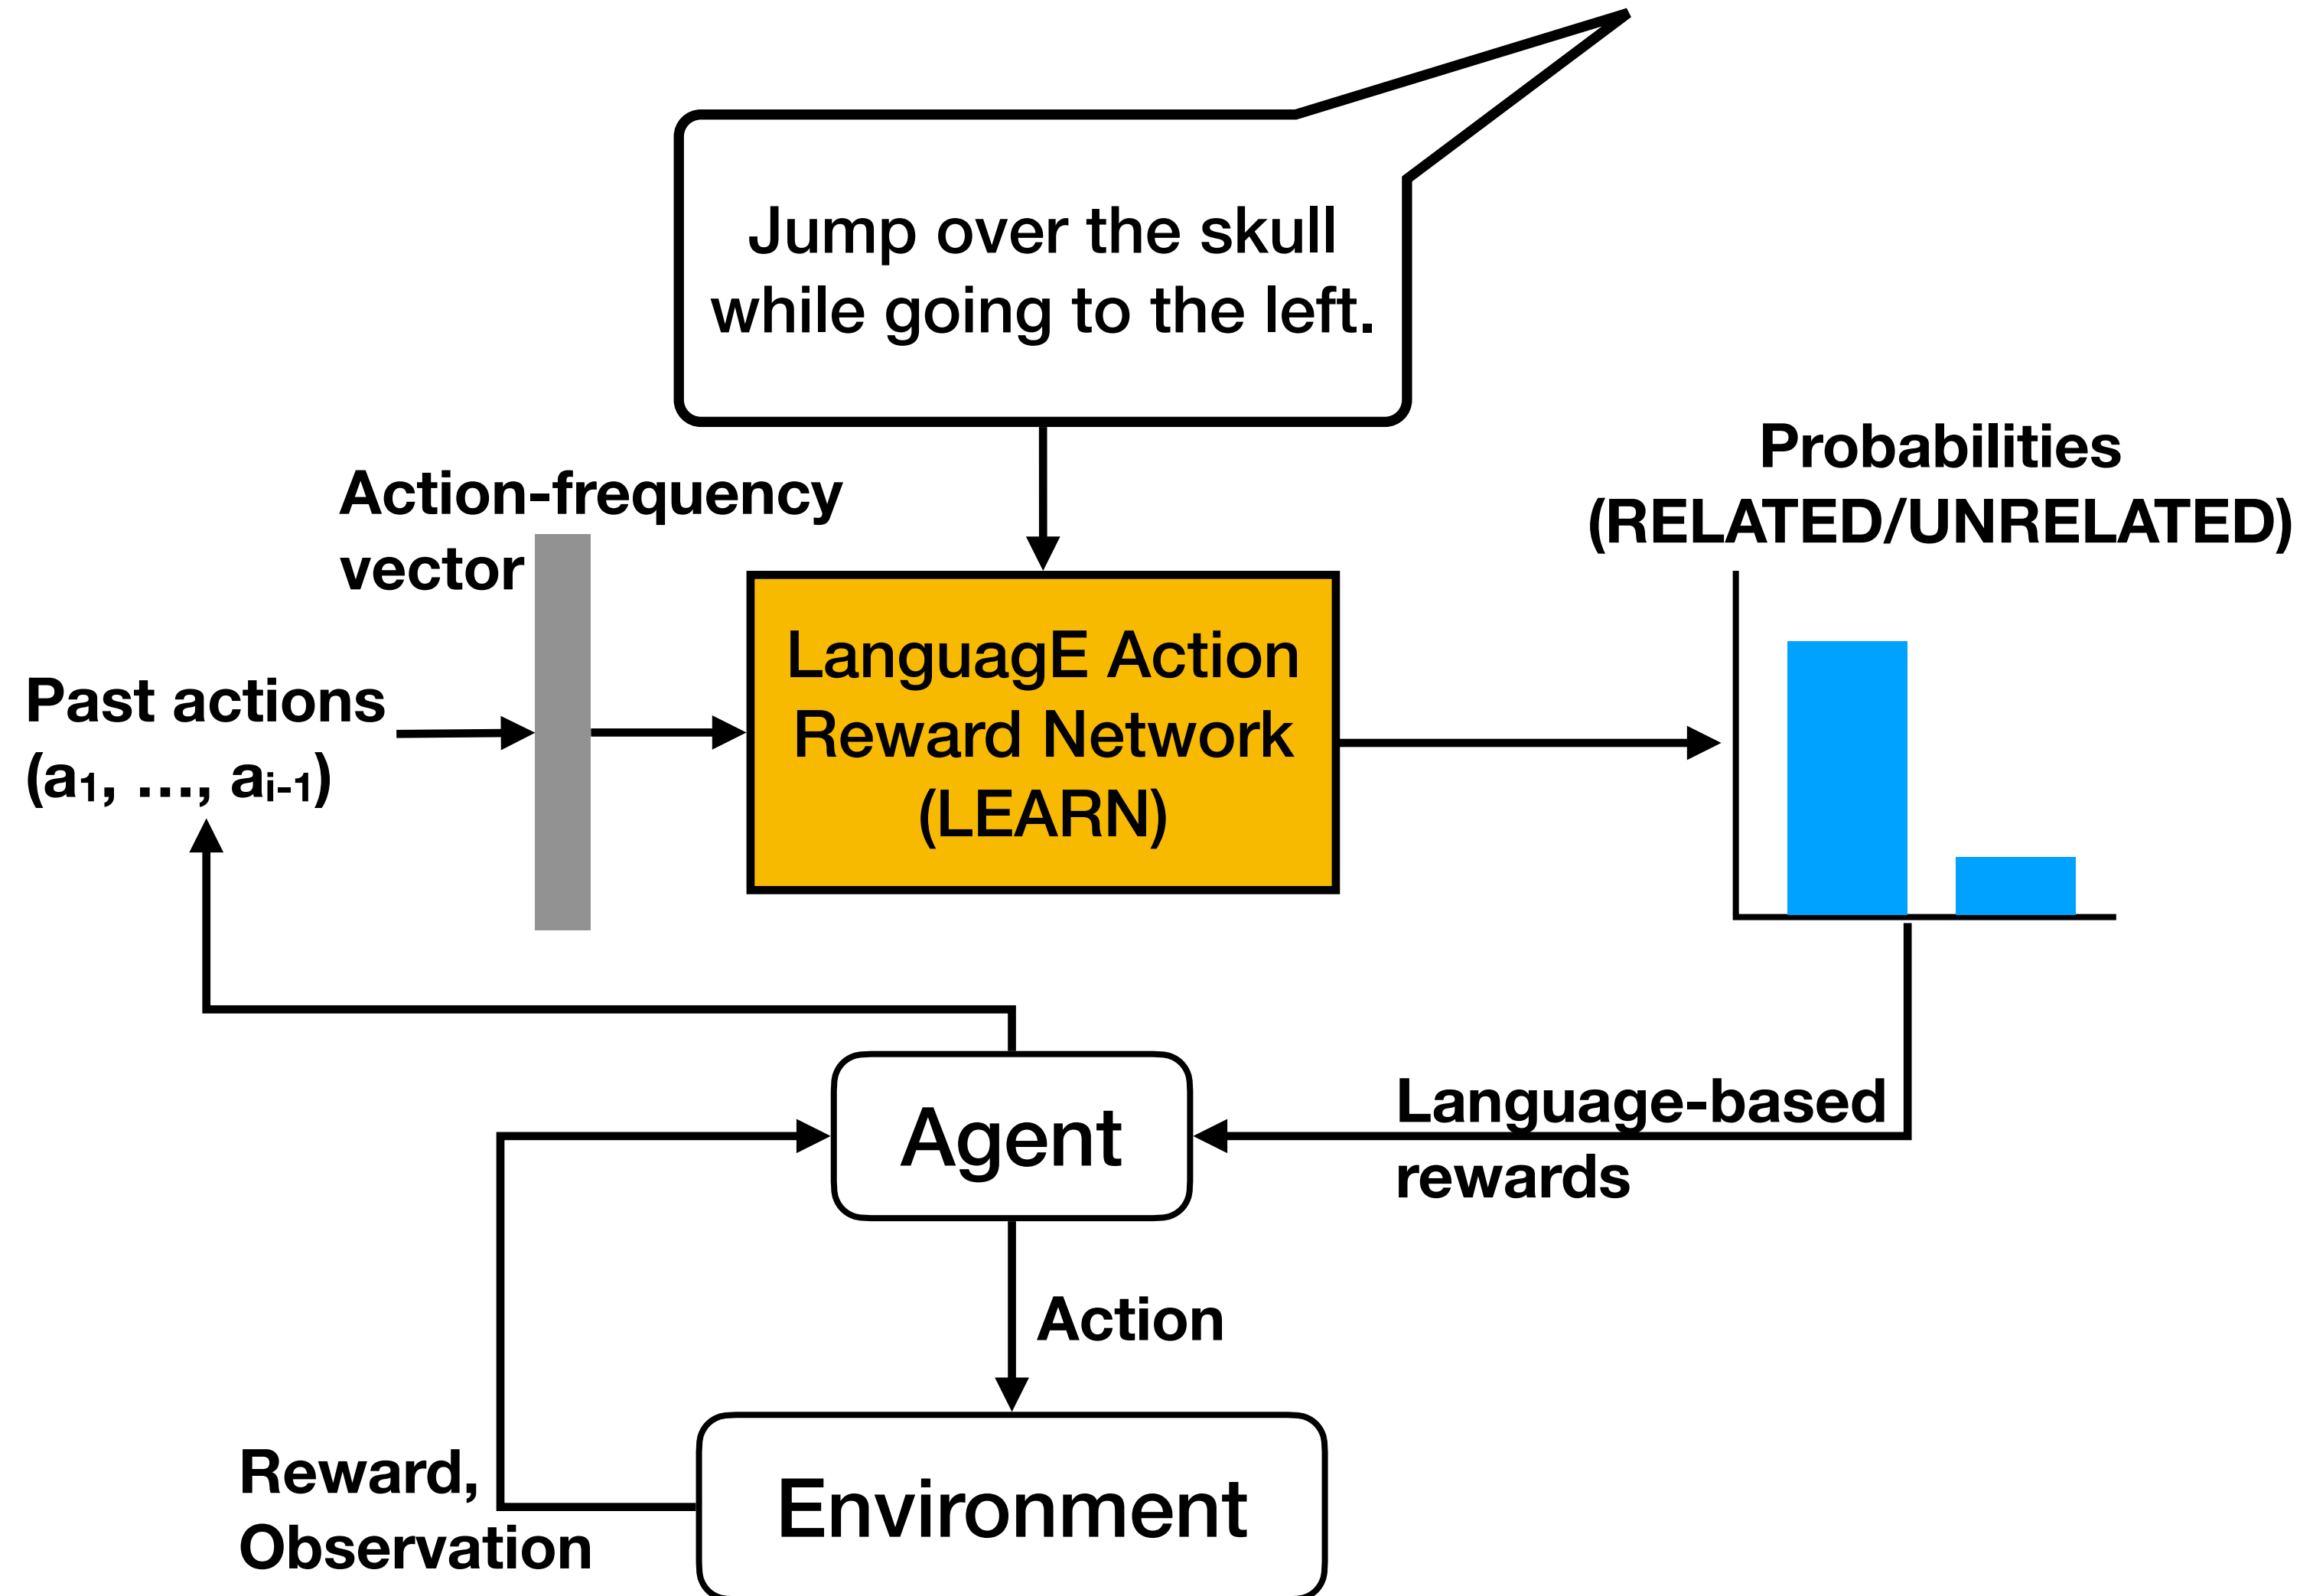 Jump over the skull
while going to the left.
Action-frequency
vector
Past actions
(a1, ..., ai-1)
LanguagE Action
Reward Network
(LEARN)
Probabilities
(RELATED/UNRELATED)
Agent
Language-based
rewards
Action
Reward,
Observation
Environment